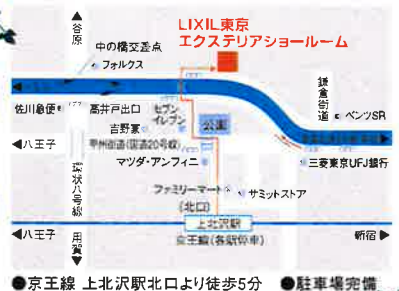 LIXIL東京
エクステリアショールーム
▲谷原
中の橋交差点
フォルクス
鎌倉街道
ベンツSR
佐川急便
高井戸出口
セブン
イレブン
吉野家
公園
◀八王子
甲州街道(国道20号線)
マツダ・アンフィニ
三菱東京UFJ銀行
環状八号線
ファミリーマート
サミットストア
(北口)
上北沢駅
京王線(各駅停車)
◀八王子
用賀▼
新宿▶
●京王線 上北沢駅北口より徒歩5分 ●駐車場完備